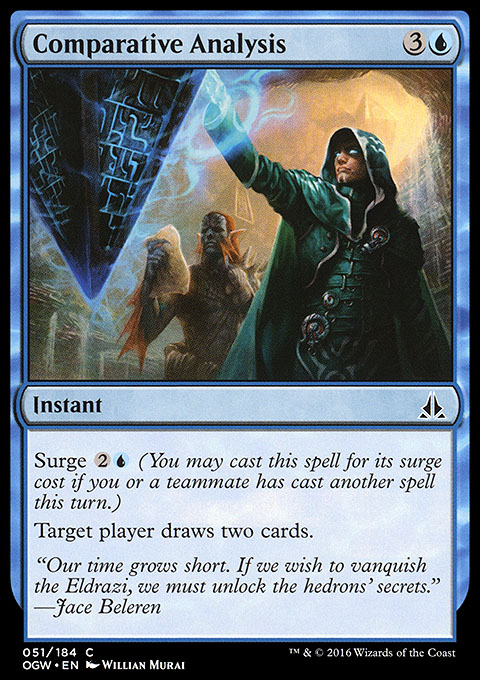 Comparative Analysis 3
Instant
Surge 2 (You may cast this spell for its surge
cost if you or a teammate has cast another spell
this turn.)
Target player draws two cards.
“Our time grows short. If we wish to vanquish
the Eldrazi, we must unlock the hedrons’ secrets.”
—Jace Beleren
051/184 C
OGW • EN Willian Murai
™ & © 2016 Wizards of the Coast